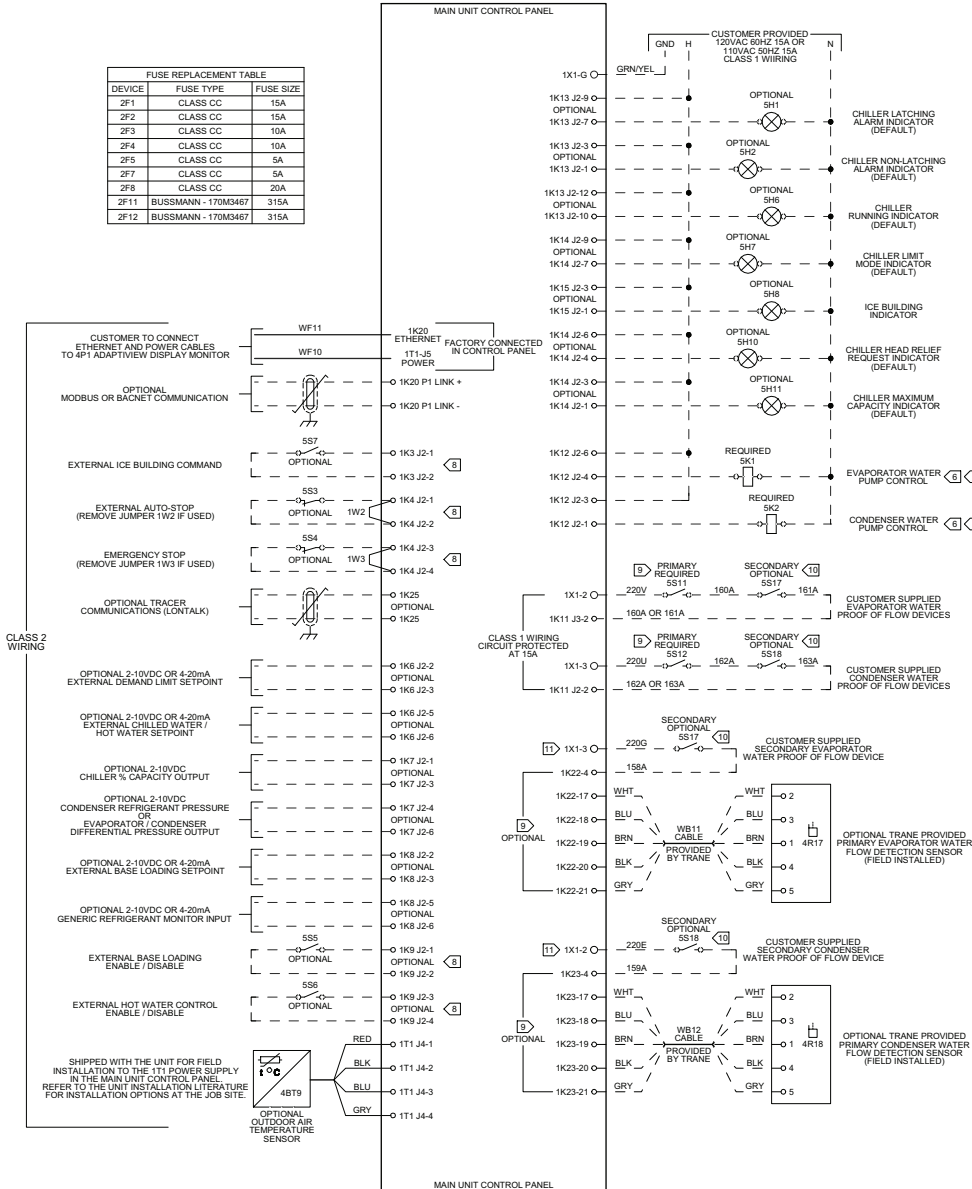 MAIN UNIT CONTROL PANEL
FUSE REPLACEMENT TABLE
DEVICE FUSE TYPE FUSE SIZE
2F1 CLASS CC 15A
2F2 CLASS CC 15A
2F3 CLASS CC 10A
2F4 CLASS CC 10A
2F5 CLASS CC 5A
2F7 CLASS CC 5A
2F8 CLASS CC 20A
2F11 BUSSMANN - 170M3467 315A
2F12 BUSSMANN - 170M3467 315A
CLASS 2
WIRING
CUSTOMER TO CONNECT
ETHERNET AND POWER CABLES
TO 4P1 ADAPTIVIEW DISPLAY MONITOR
WF11
WF10
1K20
ETHERNET
1T1-J5
POWER
FACTORY CONNECTED
IN CONTROL PANEL
OPTIONAL
MODBUS OR BACNET COMMUNICATION
1K20 P1 LINK +
1K20 P1 LINK -
EXTERNAL ICE BUILDING COMMAND
5S7
OPTIONAL
1K3 J2-1
1K3 J2-2
8
EXTERNAL AUTO-STOP
(REMOVE JUMPER 1W2 IF USED)
5S3
OPTIONAL
1W2
1K4 J2-1
1K4 J2-2
8
EMERGENCY STOP
(REMOVE JUMPER 1W3 IF USED)
5S4
OPTIONAL
1W3
1K4 J2-3
1K4 J2-4
8
OPTIONAL TRACER
COMMUNICATIONS (LONTALK)
1K25
OPTIONAL
1K25
OPTIONAL 2-10VDC OR 4-20mA
EXTERNAL DEMAND LIMIT SETPOINT
1K6 J2-2
OPTIONAL
1K6 J2-3
OPTIONAL 2-10VDC OR 4-20mA
EXTERNAL CHILLED WATER /
HOT WATER SETPOINT
1K6 J2-5
OPTIONAL
1K6 J2-6
OPTIONAL 2-10VDC
CHILLER % CAPACITY OUTPUT
1K7 J2-1
OPTIONAL
1K7 J2-3
OPTIONAL 2-10VDC
CONDENSER REFRIGERANT PRESSURE
OR
EVAPORATOR / CONDENSER
DIFFERENTIAL PRESSURE OUTPUT
1K7 J2-4
OPTIONAL
1K7 J2-6
OPTIONAL 2-10VDC OR 4-20mA
EXTERNAL BASE LOADING SETPOINT
1K8 J2-2
OPTIONAL
1K8 J2-3
OPTIONAL 2-10VDC OR 4-20mA
GENERIC REFRIGERANT MONITOR INPUT
1K8 J2-5
OPTIONAL
1K8 J2-6
EXTERNAL BASE LOADING
ENABLE / DISABLE
5S5
OPTIONAL
1K9 J2-1
OPTIONAL
1K9 J2-2
8
EXTERNAL HOT WATER CONTROL
ENABLE / DISABLE
5S6
OPTIONAL
1K9 J2-3
OPTIONAL
1K9 J2-4
8
SHIPPED WITH THE UNIT FOR FIELD
INSTALLATION TO THE 1T1 POWER SUPPLY
IN THE MAIN UNIT CONTROL PANEL.
REFER TO THE UNIT INSTALLATION LITERATURE
FOR INSTALLATION OPTIONS AT THE JOB SITE.
t °C
4BT9
OPTIONAL
OUTDOOR AIR
TEMPERATURE
SENSOR
RED
1T1 J4-1
BLK
1T1 J4-2
BLU
1T1 J4-3
GRY
1T1 J4-4
CUSTOMER PROVIDED
120VAC 60HZ 15A OR
110VAC 50HZ 15A
CLASS 1 WIIRING
GND H N
1X1-G GRN/YEL
1K13 J2-9
OPTIONAL
1K13 J2-7
OPTIONAL
5H1
CHILLER LATCHING
ALARM INDICATOR
(DEFAULT)
1K13 J2-3
OPTIONAL
1K13 J2-1
OPTIONAL
5H2
CHILLER NON-LATCHING
ALARM INDICATOR
(DEFAULT)
1K13 J2-12
OPTIONAL
1K13 J2-10
OPTIONAL
5H6
CHILLER
RUNNING INDICATOR
(DEFAULT)
1K14 J2-9
OPTIONAL
1K14 J2-7
OPTIONAL
5H7
CHILLER LIMIT
MODE INDICATOR
(DEFAULT)
1K15 J2-3
OPTIONAL
1K15 J2-1
OPTIONAL
5H8
ICE BUILDING
INDICATOR
1K14 J2-6
OPTIONAL
1K14 J2-4
OPTIONAL
5H10
CHILLER HEAD RELIEF
REQUEST INDICATOR
(DEFAULT)
1K14 J2-3
OPTIONAL
1K14 J2-1
OPTIONAL
5H11
CHILLER MAXIMUM
CAPACITY INDICATOR
(DEFAULT)
1K12 J2-6
1K12 J2-4
REQUIRED
5K1
EVAPORATOR WATER
PUMP CONTROL
6
1K12 J2-3
1K12 J2-1
REQUIRED
5K2
CONDENSER WATER
PUMP CONTROL
6
CLASS 1 WIRING
CIRCUIT PROTECTED
AT 15A
9 PRIMARY
REQUIRED
5S11
SECONDARY
OPTIONAL 10
5S17
1X1-2 220V 160A 161A
1K11 J3-2 160A OR 161A
CUSTOMER SUPPLIED
EVAPORATOR WATER
PROOF OF FLOW DEVICES
9 PRIMARY
REQUIRED
5S12
SECONDARY
OPTIONAL 10
5S18
1X1-3 220U 162A 163A
1K11 J2-2 162A OR 163A
CUSTOMER SUPPLIED
CONDENSER WATER
PROOF OF FLOW DEVICES
SECONDARY
OPTIONAL
5S17 10
11 1X1-3 220G
1K22-4 158A
CUSTOMER SUPPLIED
SECONDARY EVAPORATOR
WATER PROOF OF FLOW DEVICE
9
OPTIONAL
1K22-17 WHT WHT 2
1K22-18 BLU BLU 3
1K22-19 BRN BRN 1
1K22-20 BLK BLK 4
1K22-21 GRY GRY 5
WB11
CABLE
PROVIDED
BY TRANE
4R17
OPTIONAL TRANE PROVIDED
PRIMARY EVAPORATOR WATER
FLOW DETECTION SENSOR
(FIELD INSTALLED)
SECONDARY
OPTIONAL
5S18 10
11 1X1-2 220E
1K23-4 159A
CUSTOMER SUPPLIED
SECONDARY CONDENSER
WATER PROOF OF FLOW DEVICE
9
OPTIONAL
1K23-17 WHT WHT 2
1K23-18 BLU BLU 3
1K23-19 BRN BRN 1
1K23-20 BLK BLK 4
1K23-21 GRY GRY 5
WB12
CABLE
PROVIDED
BY TRANE
4R18
OPTIONAL TRANE PROVIDED
PRIMARY CONDENSER WATER
FLOW DETECTION SENSOR
(FIELD INSTALLED)
MAIN UNIT CONTROL PANEL